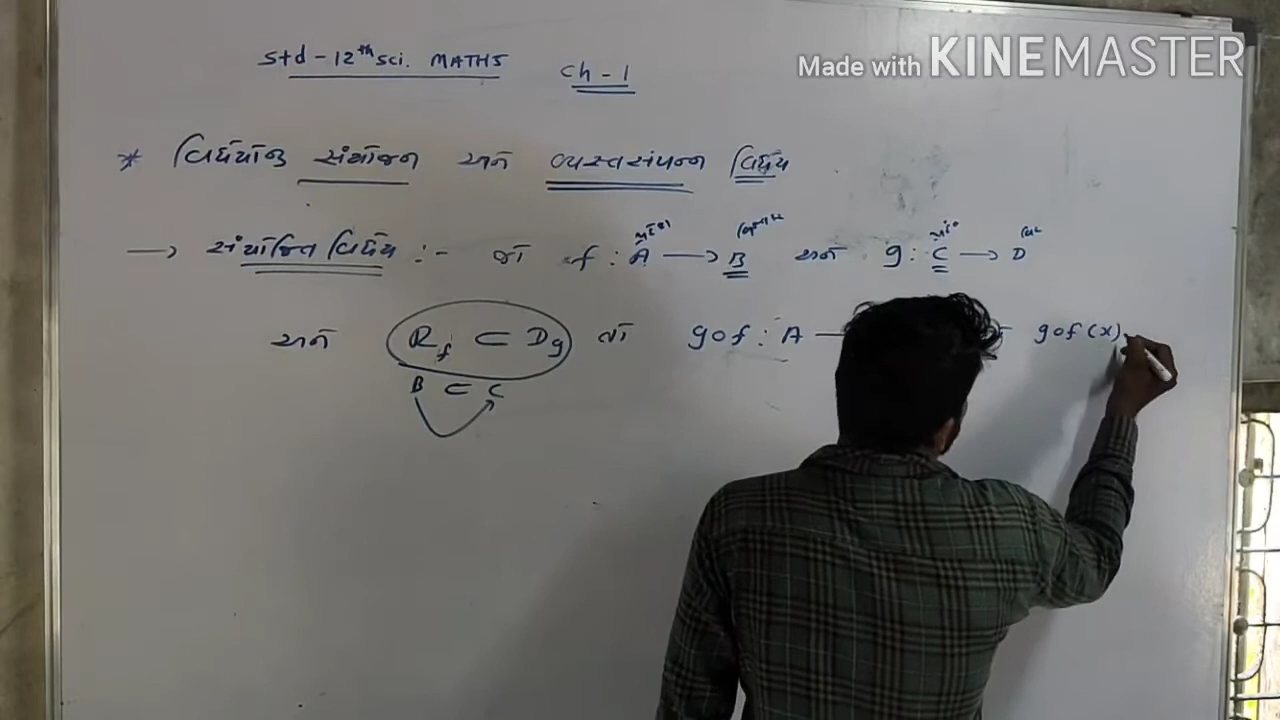 Made with KINEMASTER
Std - 12th sci. MATHS Ch - 1
* વિધેયોનું સંયોજન અને વ્યસ્તસંપન્ન વિધેય
→ સંયોજિત વિધેય :- જો f : A → B અને g : C → D
અને Rf ⊂ Dg તો gof : A gof(x)
B ⊂ C